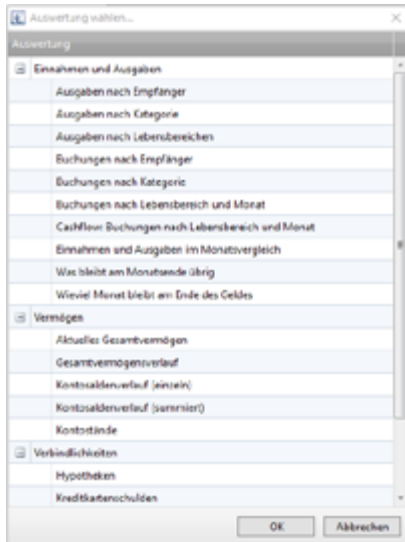 Auswertung wählen...
Auswertung
Einnahmen und Ausgaben
Ausgaben nach Empfänger
Ausgaben nach Kategorie
Ausgaben nach Lebensbereichen
Buchungen nach Empfänger
Buchungen nach Kategorie
Buchungen nach Lebensbereich und Monat
Cashflow: Buchungen nach Lebensbereich und Monat
Einnahmen und Ausgaben im Monatsvergleich
Was bleibt am Monatsende übrig
Wieviel Monat bleibt am Ende des Geldes
Vermögen
Aktuelles Gesamtvermögen
Gesamtvermögensverlauf
Kontosaldenverlauf (einzeln)
Kontosaldenverlauf (summiert)
Kontostände
Verbindlichkeiten
Hypotheken
Kreditkartenschulden
OK
Abbrechen